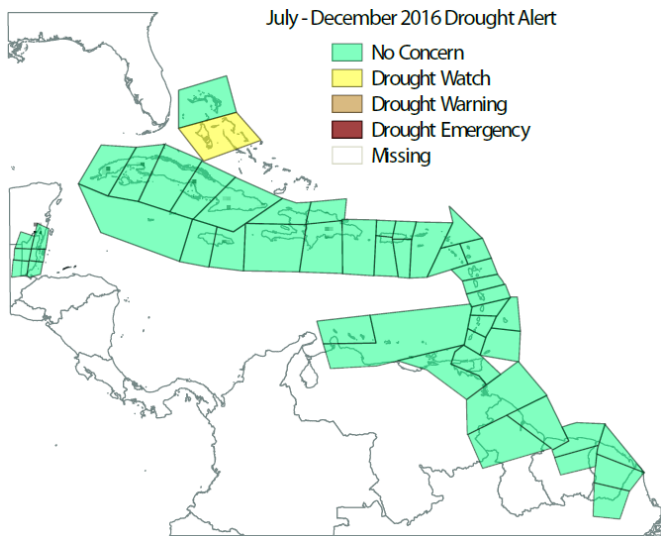 July - December 2016 Drought Alert
No Concern
Drought Watch
Drought Warning
Drought Emergency
Missing